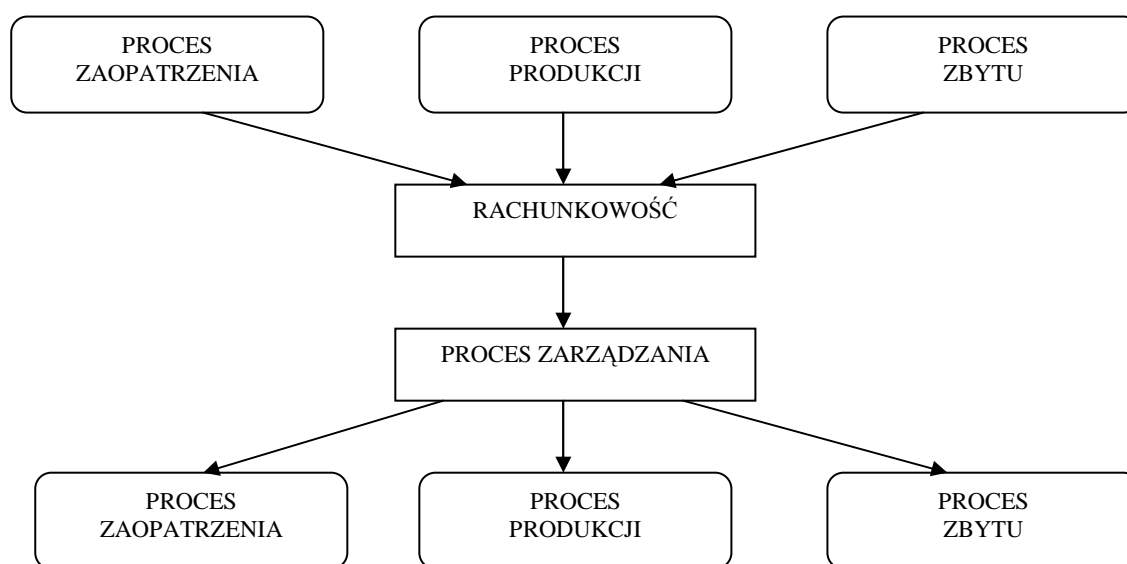 PROCES
ZAOPATRZENIA
PROCES
PRODUKCJI
PROCES
ZBYTU
RACHUNKOWOŚĆ
PROCES ZARZĄDZANIA
PROCES
ZAOPATRZENIA
PROCES
PRODUKCJI
PROCES
ZBYTU